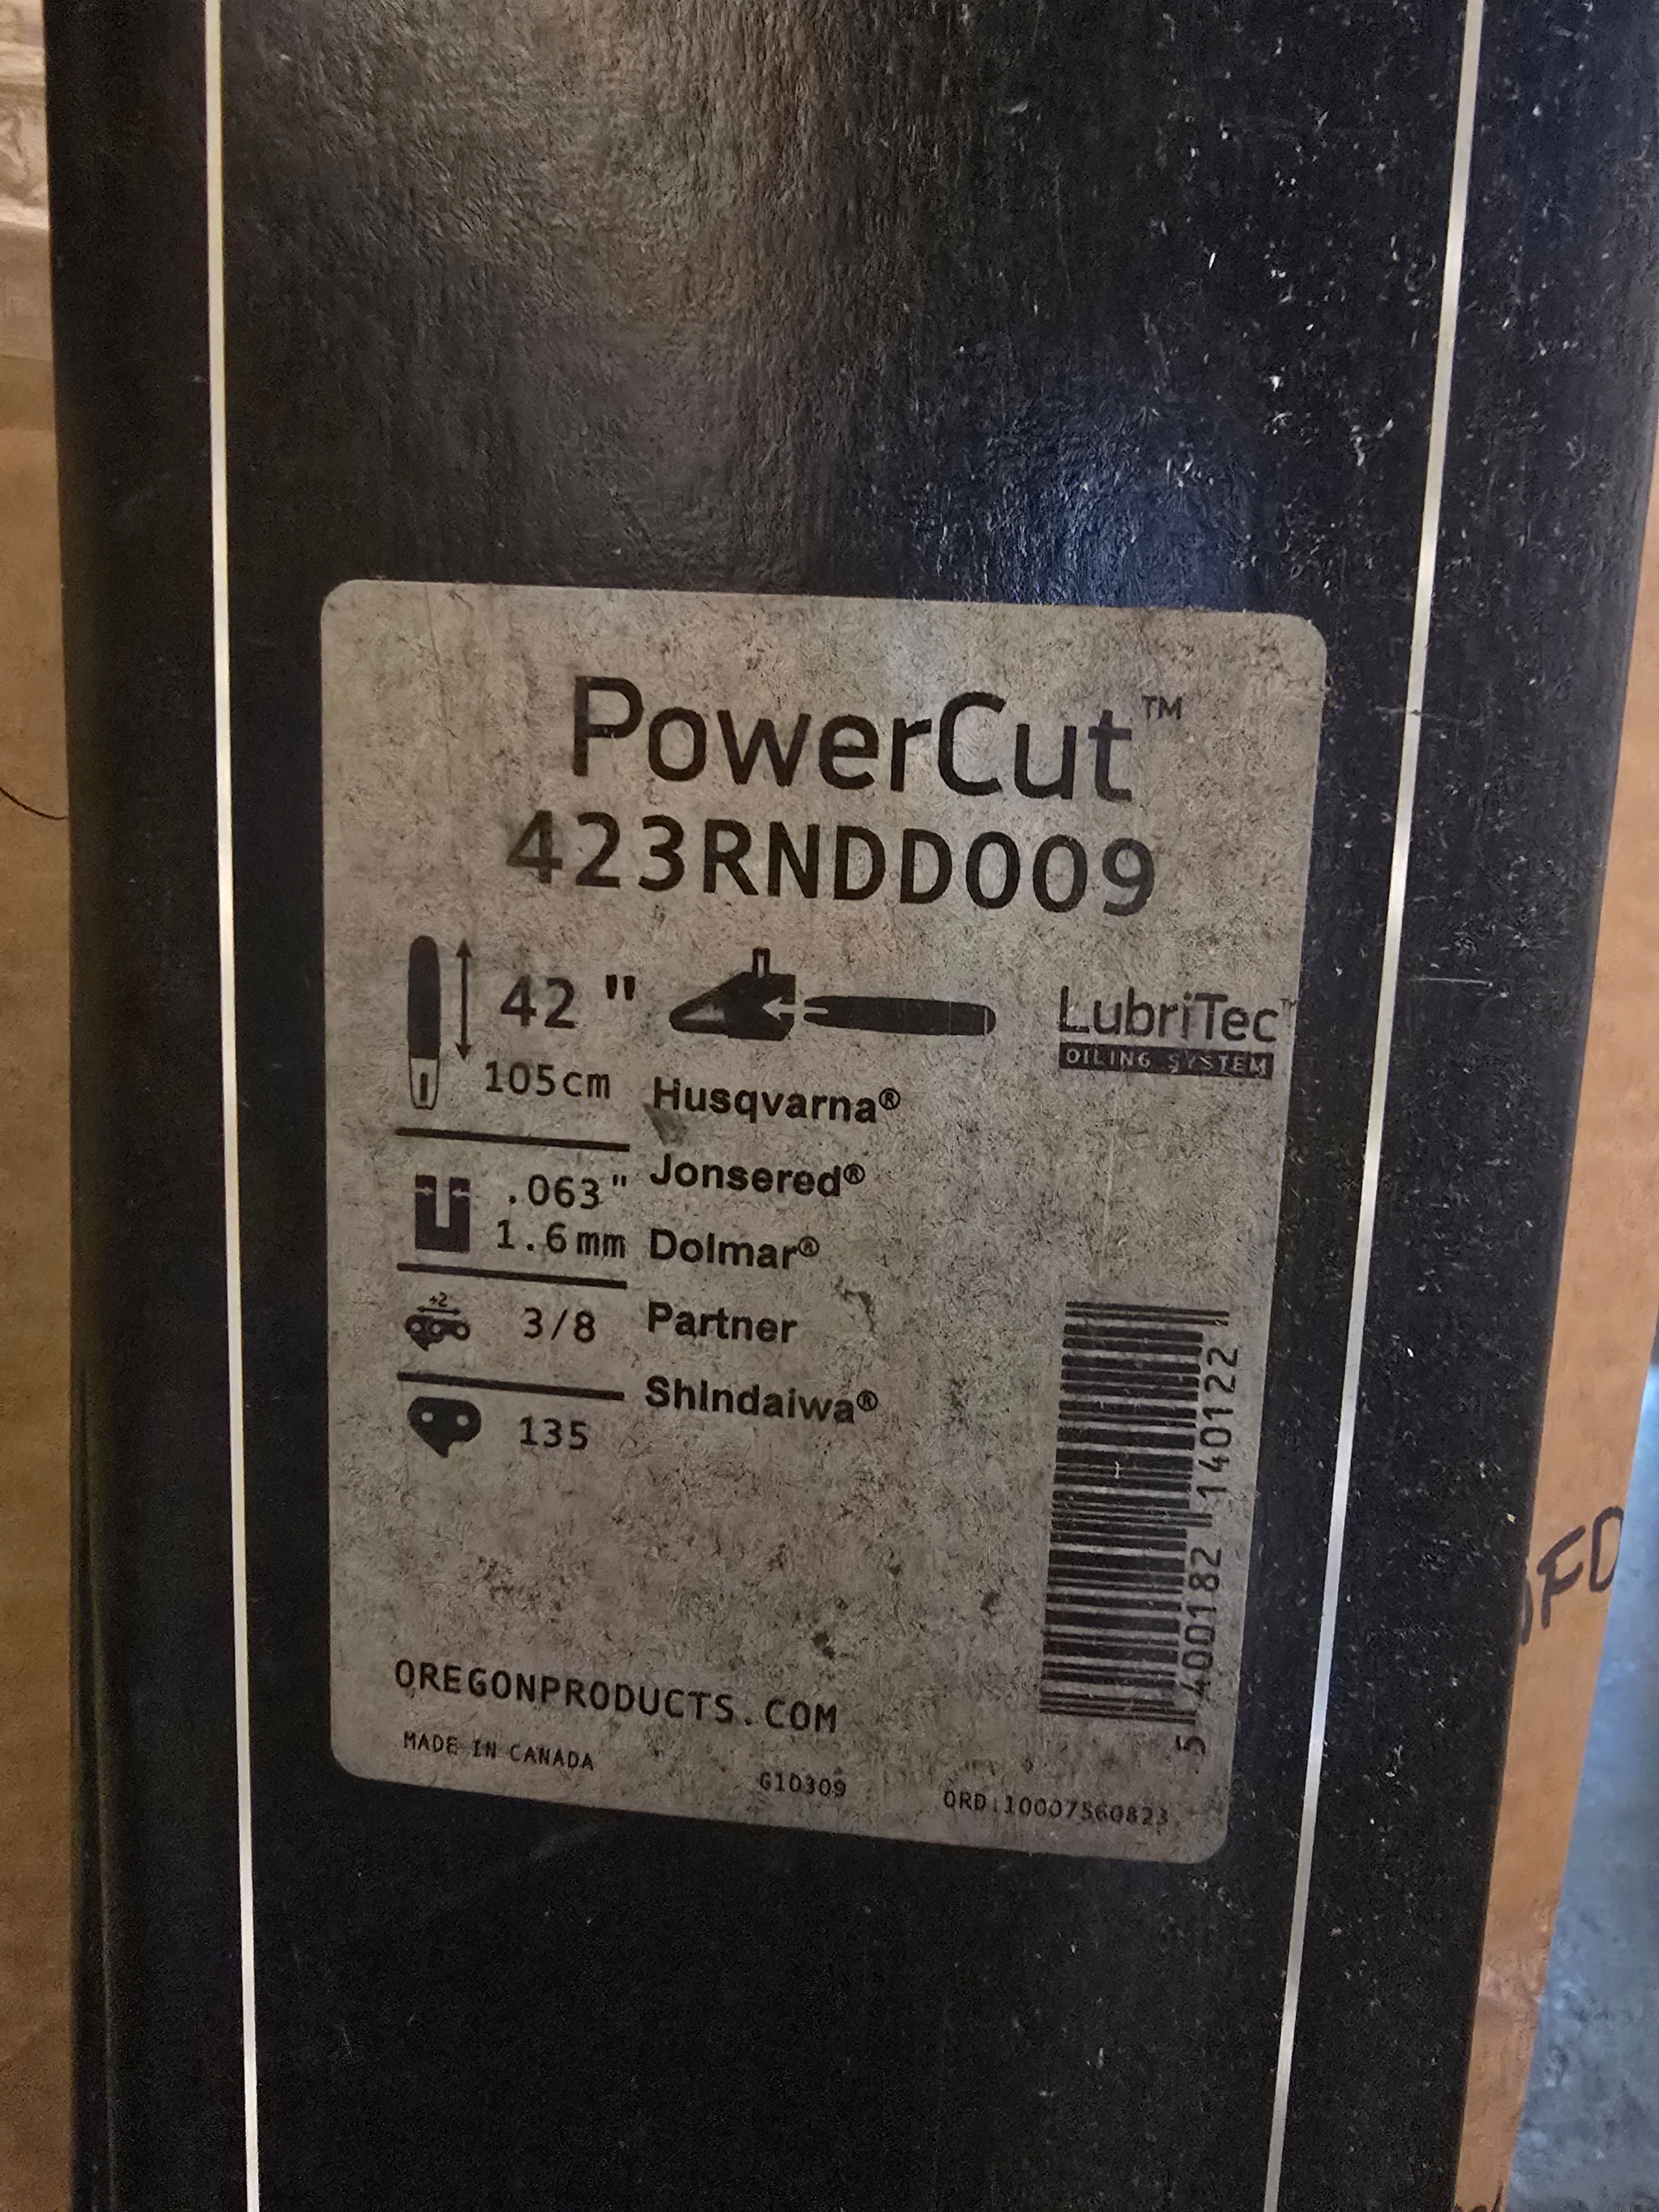 PowerCut™
423RNDD009
42 "
105cm
.063"
1.6mm
+2
3/8
135
Husqvarna®
Jonsered®
Dolmar®
Partner
Shindaiwa®
LubriTec™
OILING SYSTEM
5 400182 140122
OREGONPRODUCTS.COM
MADE IN CANADA
G10309
ORD:10007560823